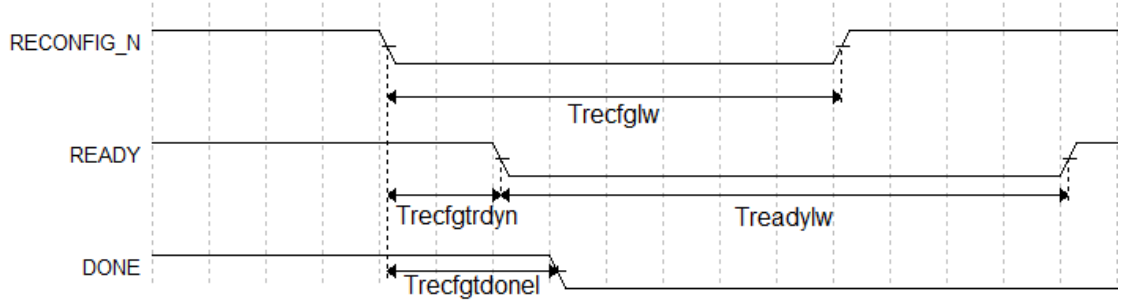 RECONFIG_N
Trecfglw
READY
Trecfgtrdyn
Treadylw
DONE
Trecfgtdonel